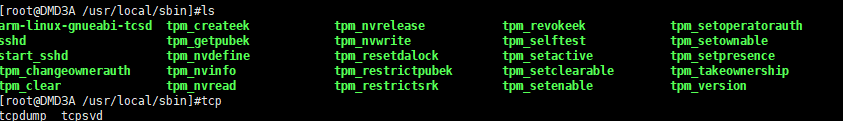 [root@DMD3A /usr/local/sbin]#ls
arm-linux-gnueabi-tcsd tpm_createek tpm_nvrelease tpm_revokeek tpm_setoperatorauth
sshd tpm_getpubek tpm_nvwrite tpm_selftest tpm_setownable
start_sshd tpm_nvdefine tpm_resetdalock tpm_setactive tpm_setpresence
tpm_changeownerauth tpm_nvinfo tpm_restrictpubek tpm_setclearable tpm_takeownership
tpm_clear tpm_nvread tpm_restrictsrk tpm_setenable tpm_version
[root@DMD3A /usr/local/sbin]#tcp
tcpdump tcpsvd